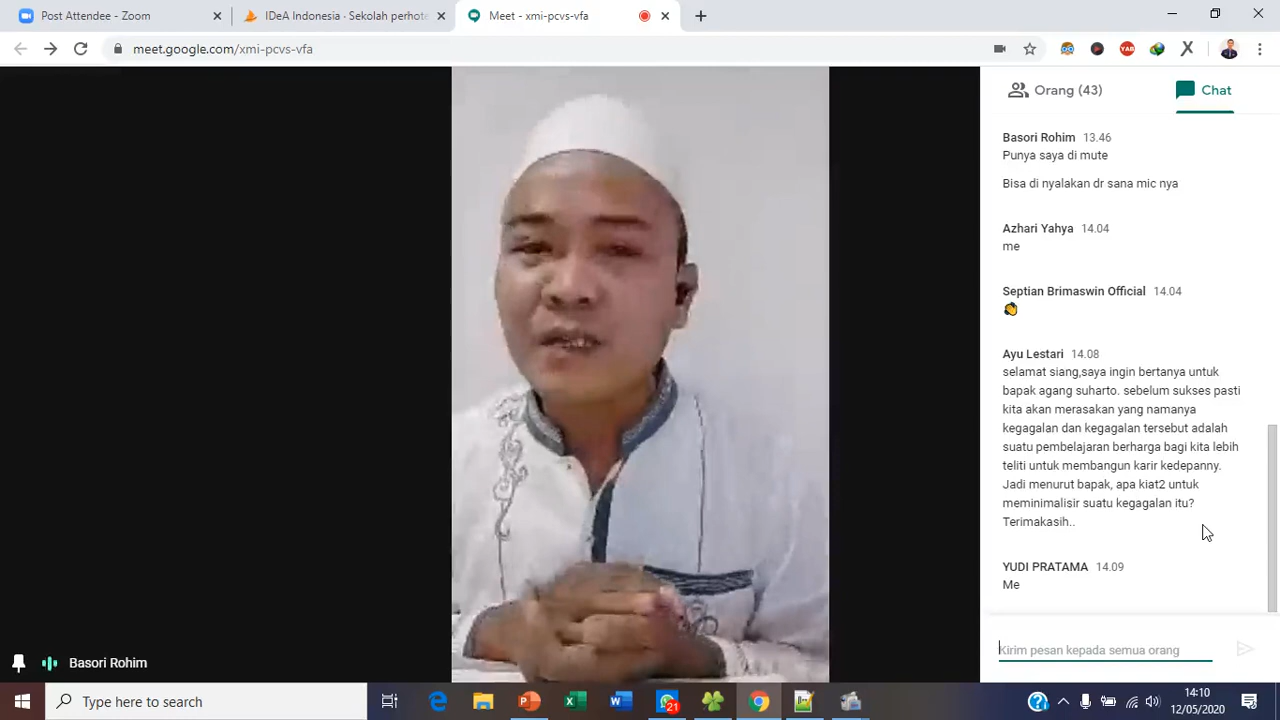 Post Attendee - Zoom
IDeA Indonesia · Sekolah perhote
Meet - xmi-pcvs-vfa
meet.google.com/xmi-pcvs-vfa
YAB
Orang (43)
Chat
Basori Rohim 13.46
Punya saya di mute
Bisa di nyalakan dr sana mic nya
Azhari Yahya 14.04
me
Septian Brimaswin Official 14.04
Ayu Lestari 14.08
selamat siang,saya ingin bertanya untuk
bapak agang suharto. sebelum sukses pasti
kita akan merasakan yang namanya
kegagalan dan kegagalan tersebut adalah
suatu pembelajaran berharga bagi kita lebih
teliti untuk membangun karir kedepanny.
Jadi menurut bapak, apa kiat2 untuk
meminimalisir suatu kegagalan itu?
Terimakasih..
YUDI PRATAMA 14.09
Me
Kirim pesan kepada semua orang
Basori Rohim
Type here to search
21
14:10
12/05/2020